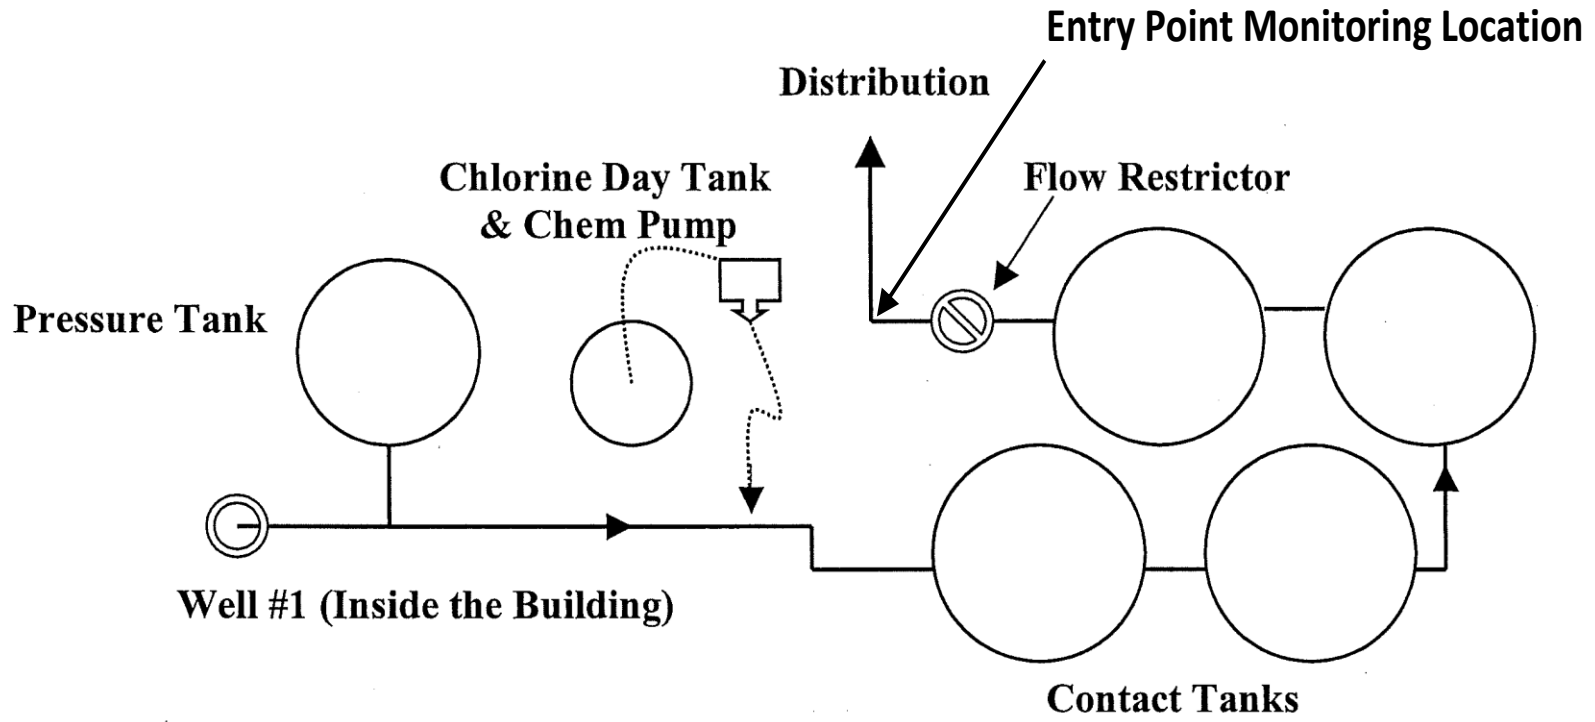 Entry Point Monitoring Location
Distribution
Chlorine Day Tank
& Chem Pump
Flow Restrictor
Pressure Tank
Well #1 (Inside the Building)
Contact Tanks